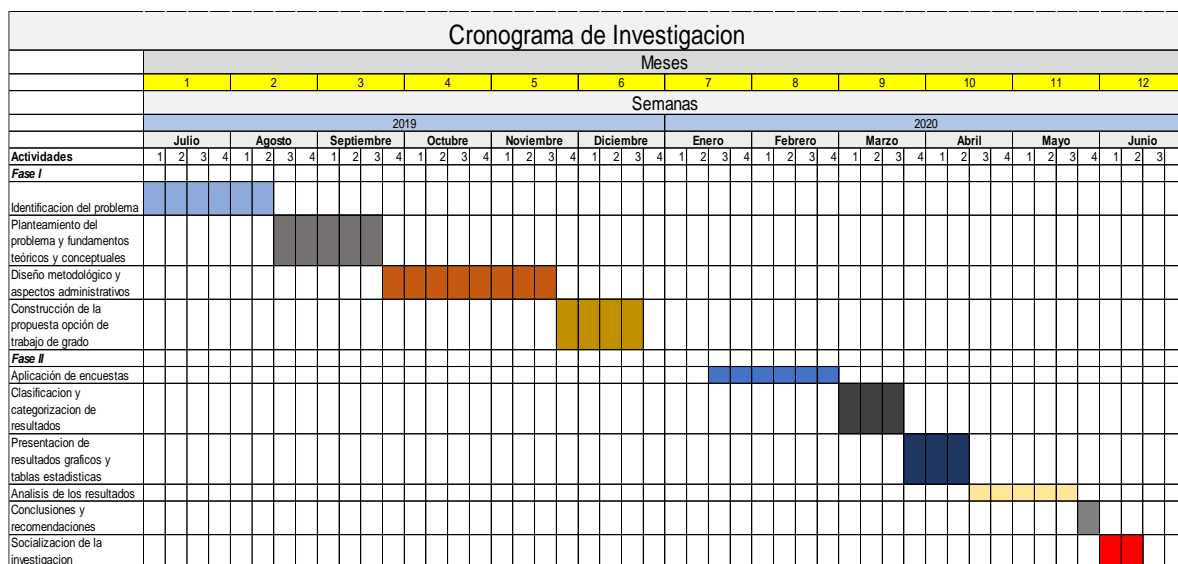 Cronograma de Investigacion
Meses
1 2 3 4 5 6 7 8 9 10 11 12
Semanas
2019 2020
Julio Agosto Septiembre Octubre Noviembre Diciembre Enero Febrero Marzo Abril Mayo Junio
Actividades 1 2 3 4 1 2 3 4 1 2 3 4 1 2 3 4 1 2 3 4 1 2 3 4 1 2 3 4 1 2 3 4 1 2 3 4 1 2 3 4 1 2 3 4 1 2 3
Fase I
Identificacion del problema
Planteamiento del
problema y fundamentos
teóricos y conceptuales
Diseño metodológico y
aspectos administrativos
Construcción de la
propuesta opción de
trabajo de grado
Fase II
Aplicación de encuestas
Clasificacion y
categorizacion de
resultados
Presentacion de
resultados graficos y
tablas estadisticas
Analisis de los resultados
Conclusiones y
recomendaciones
Socializacion de la
investigacion